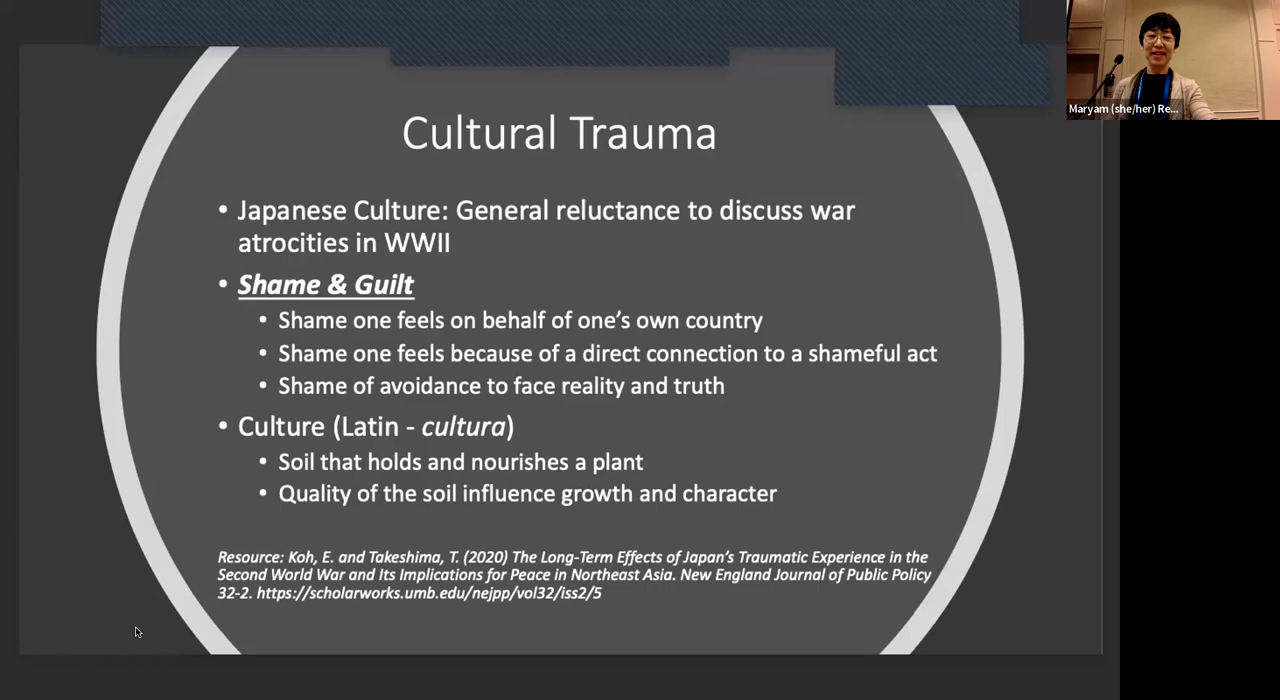 Cultural Trauma
• Japanese Culture: General reluctance to discuss war
atrocities in WWII
• Shame & Guilt
• Shame one feels on behalf of one’s own country
• Shame one feels because of a direct connection to a shameful act
• Shame of avoidance to face reality and truth
• Culture (Latin - cultura)
• Soil that holds and nourishes a plant
• Quality of the soil influence growth and character
Resource: Koh, E. and Takeshima, T. (2020) The Long-Term Effects of Japan’s Traumatic Experience in the
Second World War and Its Implications for Peace in Northeast Asia. New England Journal of Public Policy
32-2. https://scholarworks.umb.edu/nejpp/vol32/iss2/5
Maryam (she/her) Re...